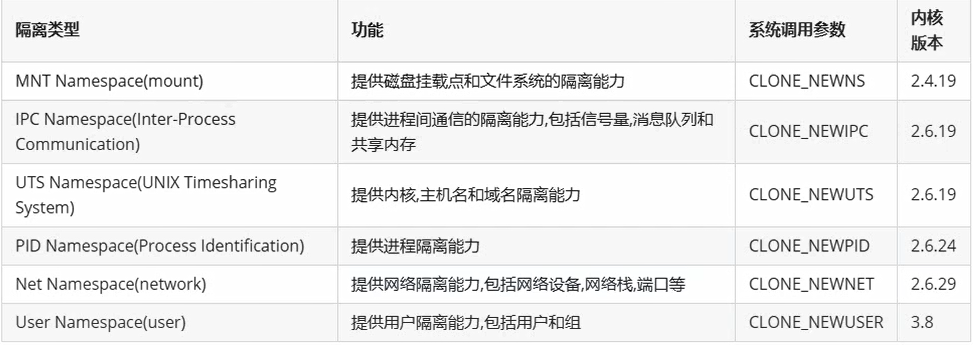 隔离类型 功能 系统调用参数 内核
版本
MNT Namespace(mount) 提供磁盘挂载点和文件系统的隔离能力 CLONE_NEWNS 2.4.19
IPC Namespace(Inter-Process
Communication) 提供进程间通信的隔离能力,包括信号量,消息队列和
共享内存 CLONE_NEWIPC 2.6.19
UTS Namespace(UNIX Timesharing
System) 提供内核,主机名和域名隔离能力 CLONE_NEWUTS 2.6.19
PID Namespace(Process Identification) 提供进程隔离能力 CLONE_NEWPID 2.6.24
Net Namespace(network) 提供网络隔离能力,包括网络设备,网络栈,端口等 CLONE_NEWNET 2.6.29
User Namespace(user) 提供用户隔离能力,包括用户和组 CLONE_NEWUSER 3.8